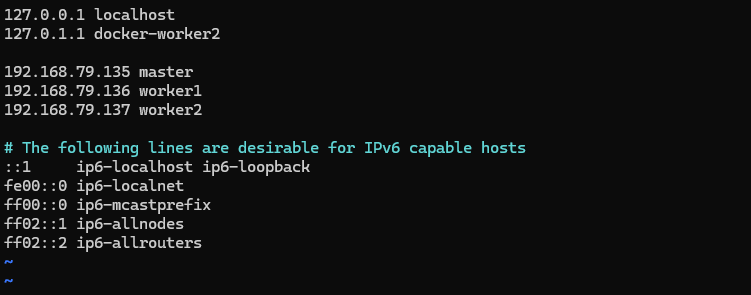 127.0.0.1 localhost
127.0.1.1 docker-worker2

192.168.79.135 master
192.168.79.136 worker1
192.168.79.137 worker2

# The following lines are desirable for IPv6 capable hosts
::1     ip6-localhost ip6-loopback
fe00::0 ip6-localnet
ff00::0 ip6-mcastprefix
ff02::1 ip6-allnodes
ff02::2 ip6-allrouters
~
~